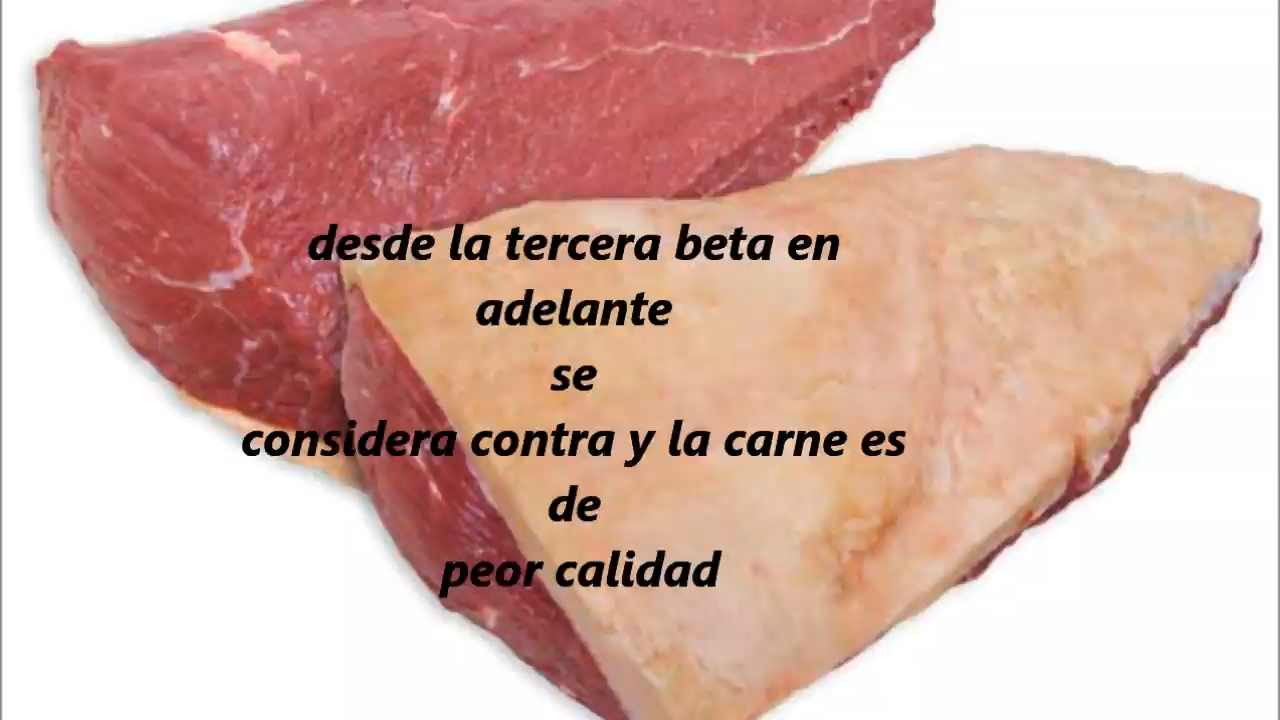 desde la tercera beta en
adelante
se
considera contra y la carne es
de
peor calidad